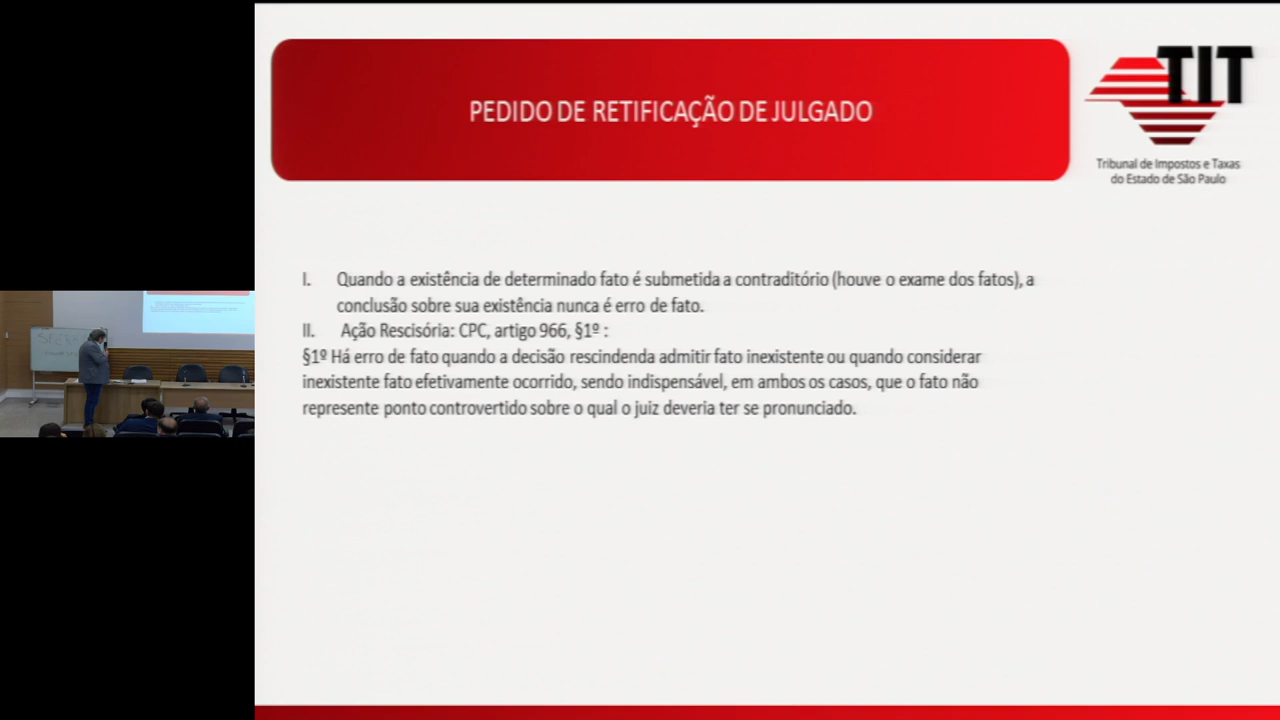 PEDIDO DE RETIFICAÇÃO DE JULGADO
TIT
Tribunal de Impostos e Taxas
do Estado de São Paulo
I. Quando a existência de determinado fato é submetida a contraditório (houve o exame dos fatos), a
conclusão sobre sua existência nunca é erro de fato.
II. Ação Rescisória: CPC, artigo 966, §1º :
§1º Há erro de fato quando a decisão rescindenda admitir fato inexistente ou quando considerar
inexistente fato efetivamente ocorrido, sendo indispensável, em ambos os casos, que o fato não
represente ponto controvertido sobre o qual o juiz deveria ter se pronunciado.